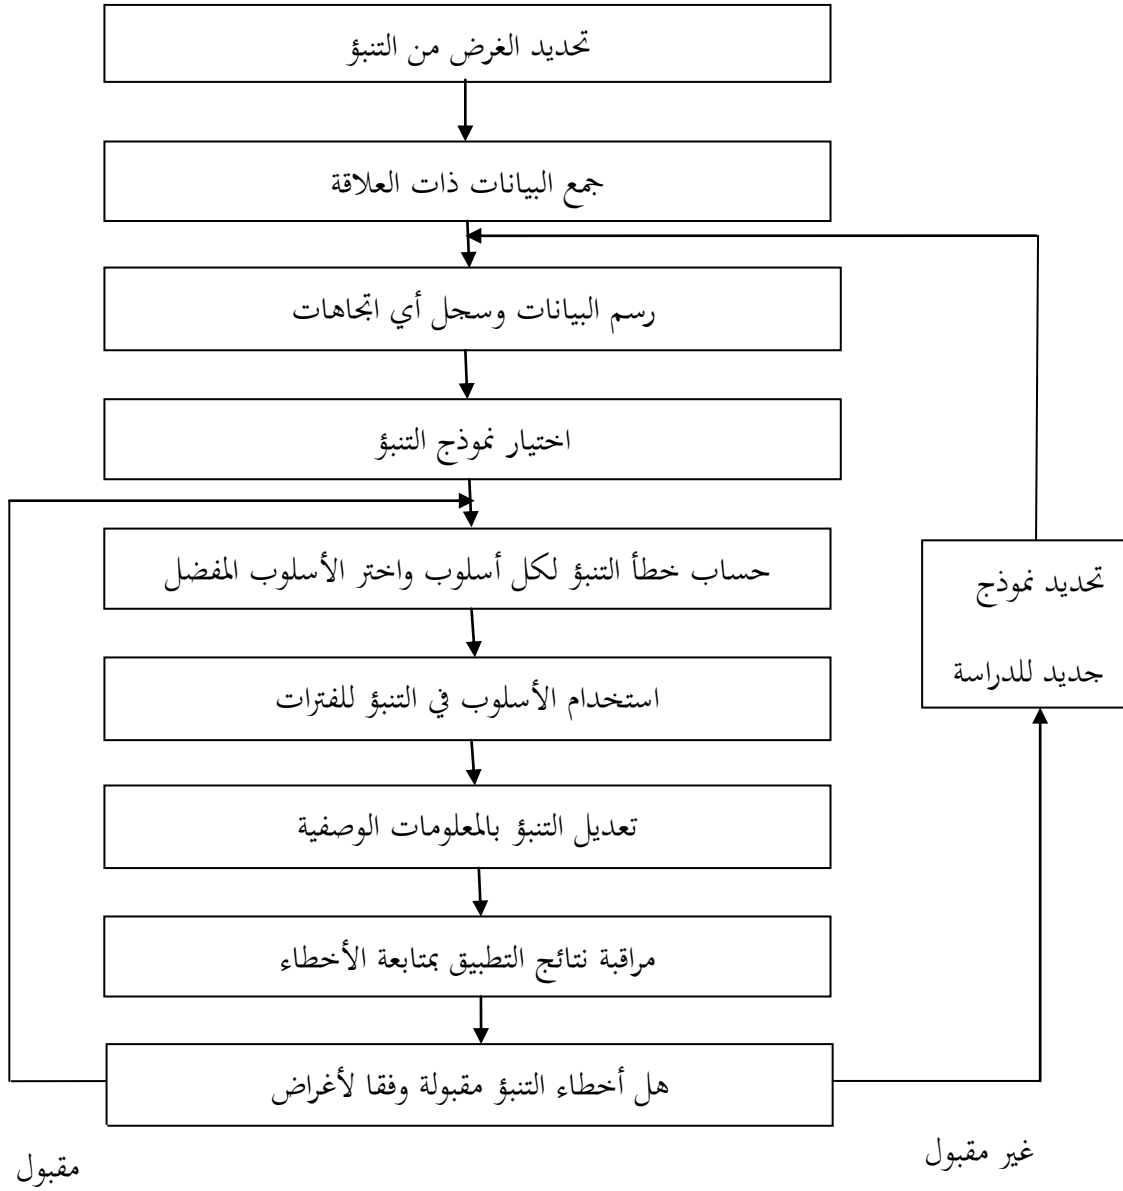 تحديد الغرض من التنبؤ
جمع البيانات ذات العلاقة
رسم البيانات وسجل أي اتجاهات
اختيار نموذج التنبؤ
حساب خطأ التنبؤ لكل أسلوب واختر الأسلوب المفضل
تحديد نموذج
جديد للدراسة
استخدام الأسلوب في التنبؤ للفترات
تعديل التنبؤ بالمعلومات الوصفية
مراقبة نتائج التطبيق بمتابعة الأخطاء
هل أخطاء التنبؤ مقبولة وفقا لأغراض
غير مقبول
مقبول